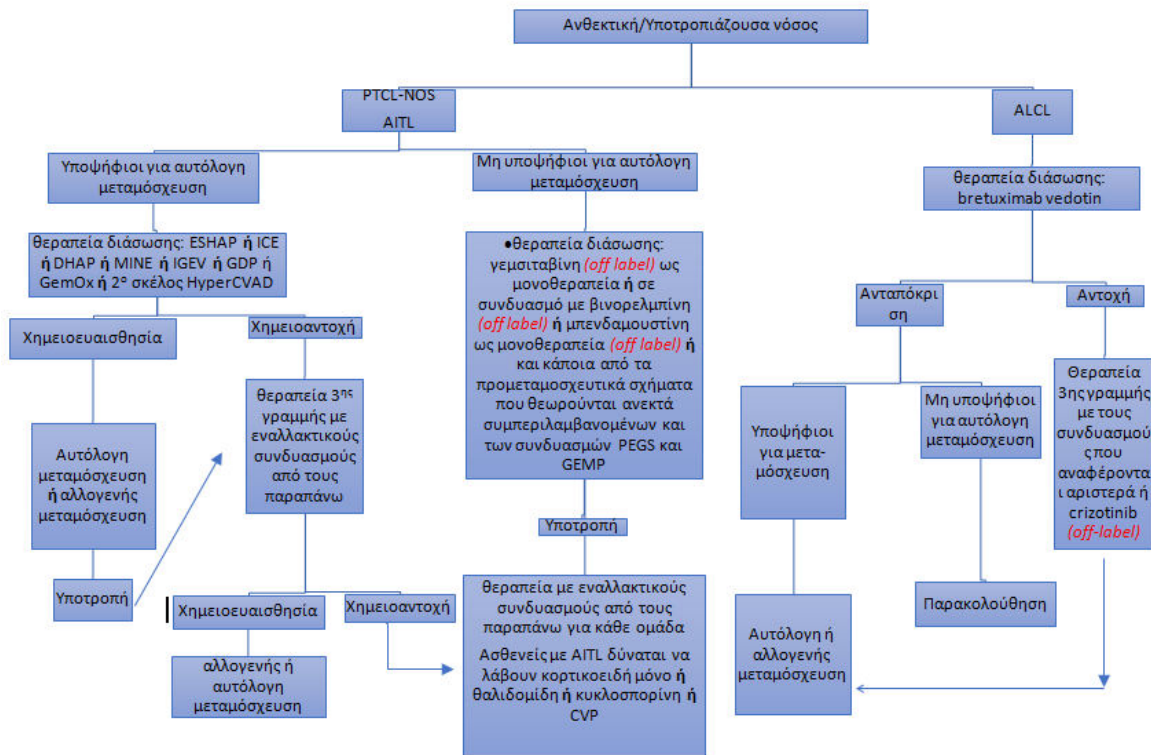 Ανθεκτική/Υποτροπιάζουσα νόσος
PTCL-NOS
AITL
ALCL
Υποψήφιοι για αυτόλογη
μεταμόσχευση
Μη υποψήφιοι για αυτόλογη
μεταμόσχευση
θεραπεία διάσωσης:
bretuximab vedotin
θεραπεία διάσωσης: ESHAP ή ICE
ή DHAP ή MINE ή IGEV ή GDP ή
GemOx ή 2ο σκέλος HyperCVAD
●θεραπεία διάσωσης:
γεμσιταβίνη (off label) ως
μονοθεραπεία ή σε
συνδυασμό με βινορελμπίνη
(off label) ή μπενδαμουστίνη
ως μονοθεραπεία (off label) ή
και κάποια από τα
προμεταμοσχευτικά σχήματα
που θεωρούνται ανεκτά
συμπεριλαμβανομένων και
των συνδυασμών PEGS και
GEMP
Ανταπόκρι
ση
Αντοχή
Χημειοευαισθησία
Χημειοαντοχή
θεραπεία 3ης
γραμμής με
εναλλακτικούς
συνδυασμούς
από τους
παραπάνω
Αυτόλογη
μεταμόσχευση
ή αλλογενής
μεταμόσχευση
Υποψήφιοι
για μετα-
μόσχευση
Μη υποψήφιοι
για αυτόλογη
μεταμόσχευση
Θεραπεία
3ης γραμμής
με τους
συνδυασμού
ς που
αναφέροντα
ι αριστερά ή
crizotinib
(off-label)
Υποτροπή
Υποτροπή
Χημειοευαισθησία
Χημειοαντοχή
αλλογενής ή
αυτόλογη
μεταμόσχευση
θεραπεία με εναλλακτικούς
συνδυασμούς από τους
παραπάνω για κάθε ομάδα
Ασθενείς με AITL δύναται να
λάβουν κορτικοειδή μόνο ή
θαλιδομίδη ή κυκλοσπορίνη ή
CVP
Αυτόλογη ή
αλλογενής
μεταμόσχευση
Παρακολούθηση